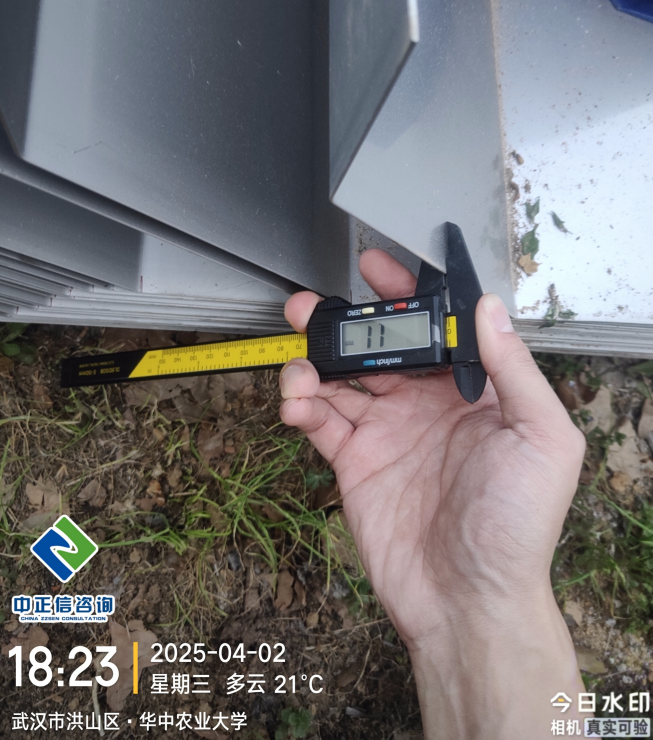 OFF
ON
ZERO
11
mm/inch
中正信咨询
CHINA ZZSEN CONSULTATION
18:23
2025-04-02
星期三 多云 21℃
武汉市洪山区·华中农业大学
今日水印
相机 真实可验